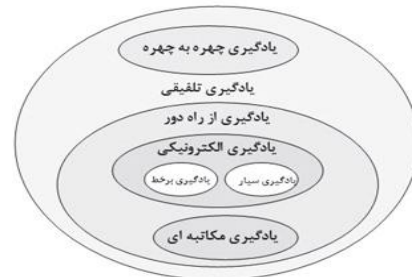 یادگیری چهره به چهره
یادگیری تلفیقی
یادگیری از راه دور
یادگیری الکترونیکی
یادگیری سیار
یادگیری برخط
یادگیری مکاتبه ای